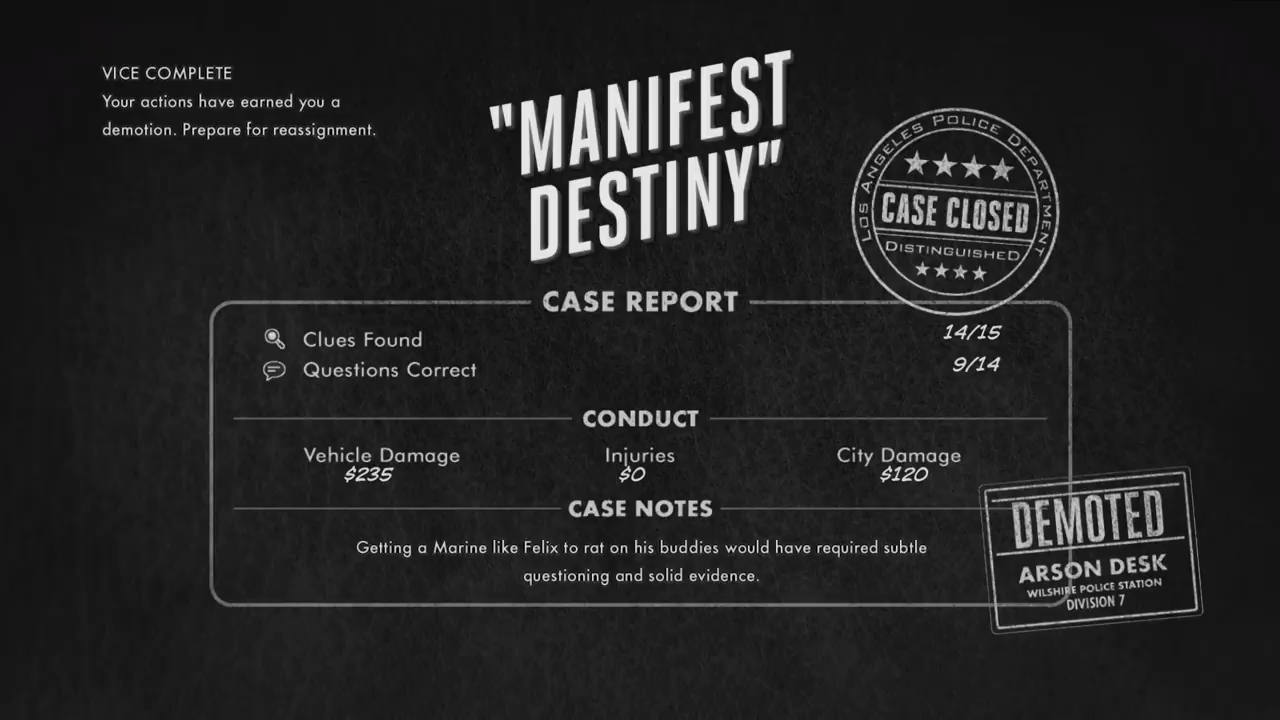 VICE COMPLETE
Your actions have earned you a
demotion. Prepare for reassignment.
"MANIFEST
DESTINY"
LOS ANGELES POLICE DEPARTMENT
CASE CLOSED
DISTINGUISHED
CASE REPORT
Clues Found 14/15
Questions Correct 9/14
CONDUCT
Vehicle Damage Injuries City Damage
$235 $0 $120
CASE NOTES
Getting a Marine like Felix to rat on his buddies would have required subtle
questioning and solid evidence.
DEMOTED
ARSON DESK
WILSHIRE POLICE STATION
DIVISION 7